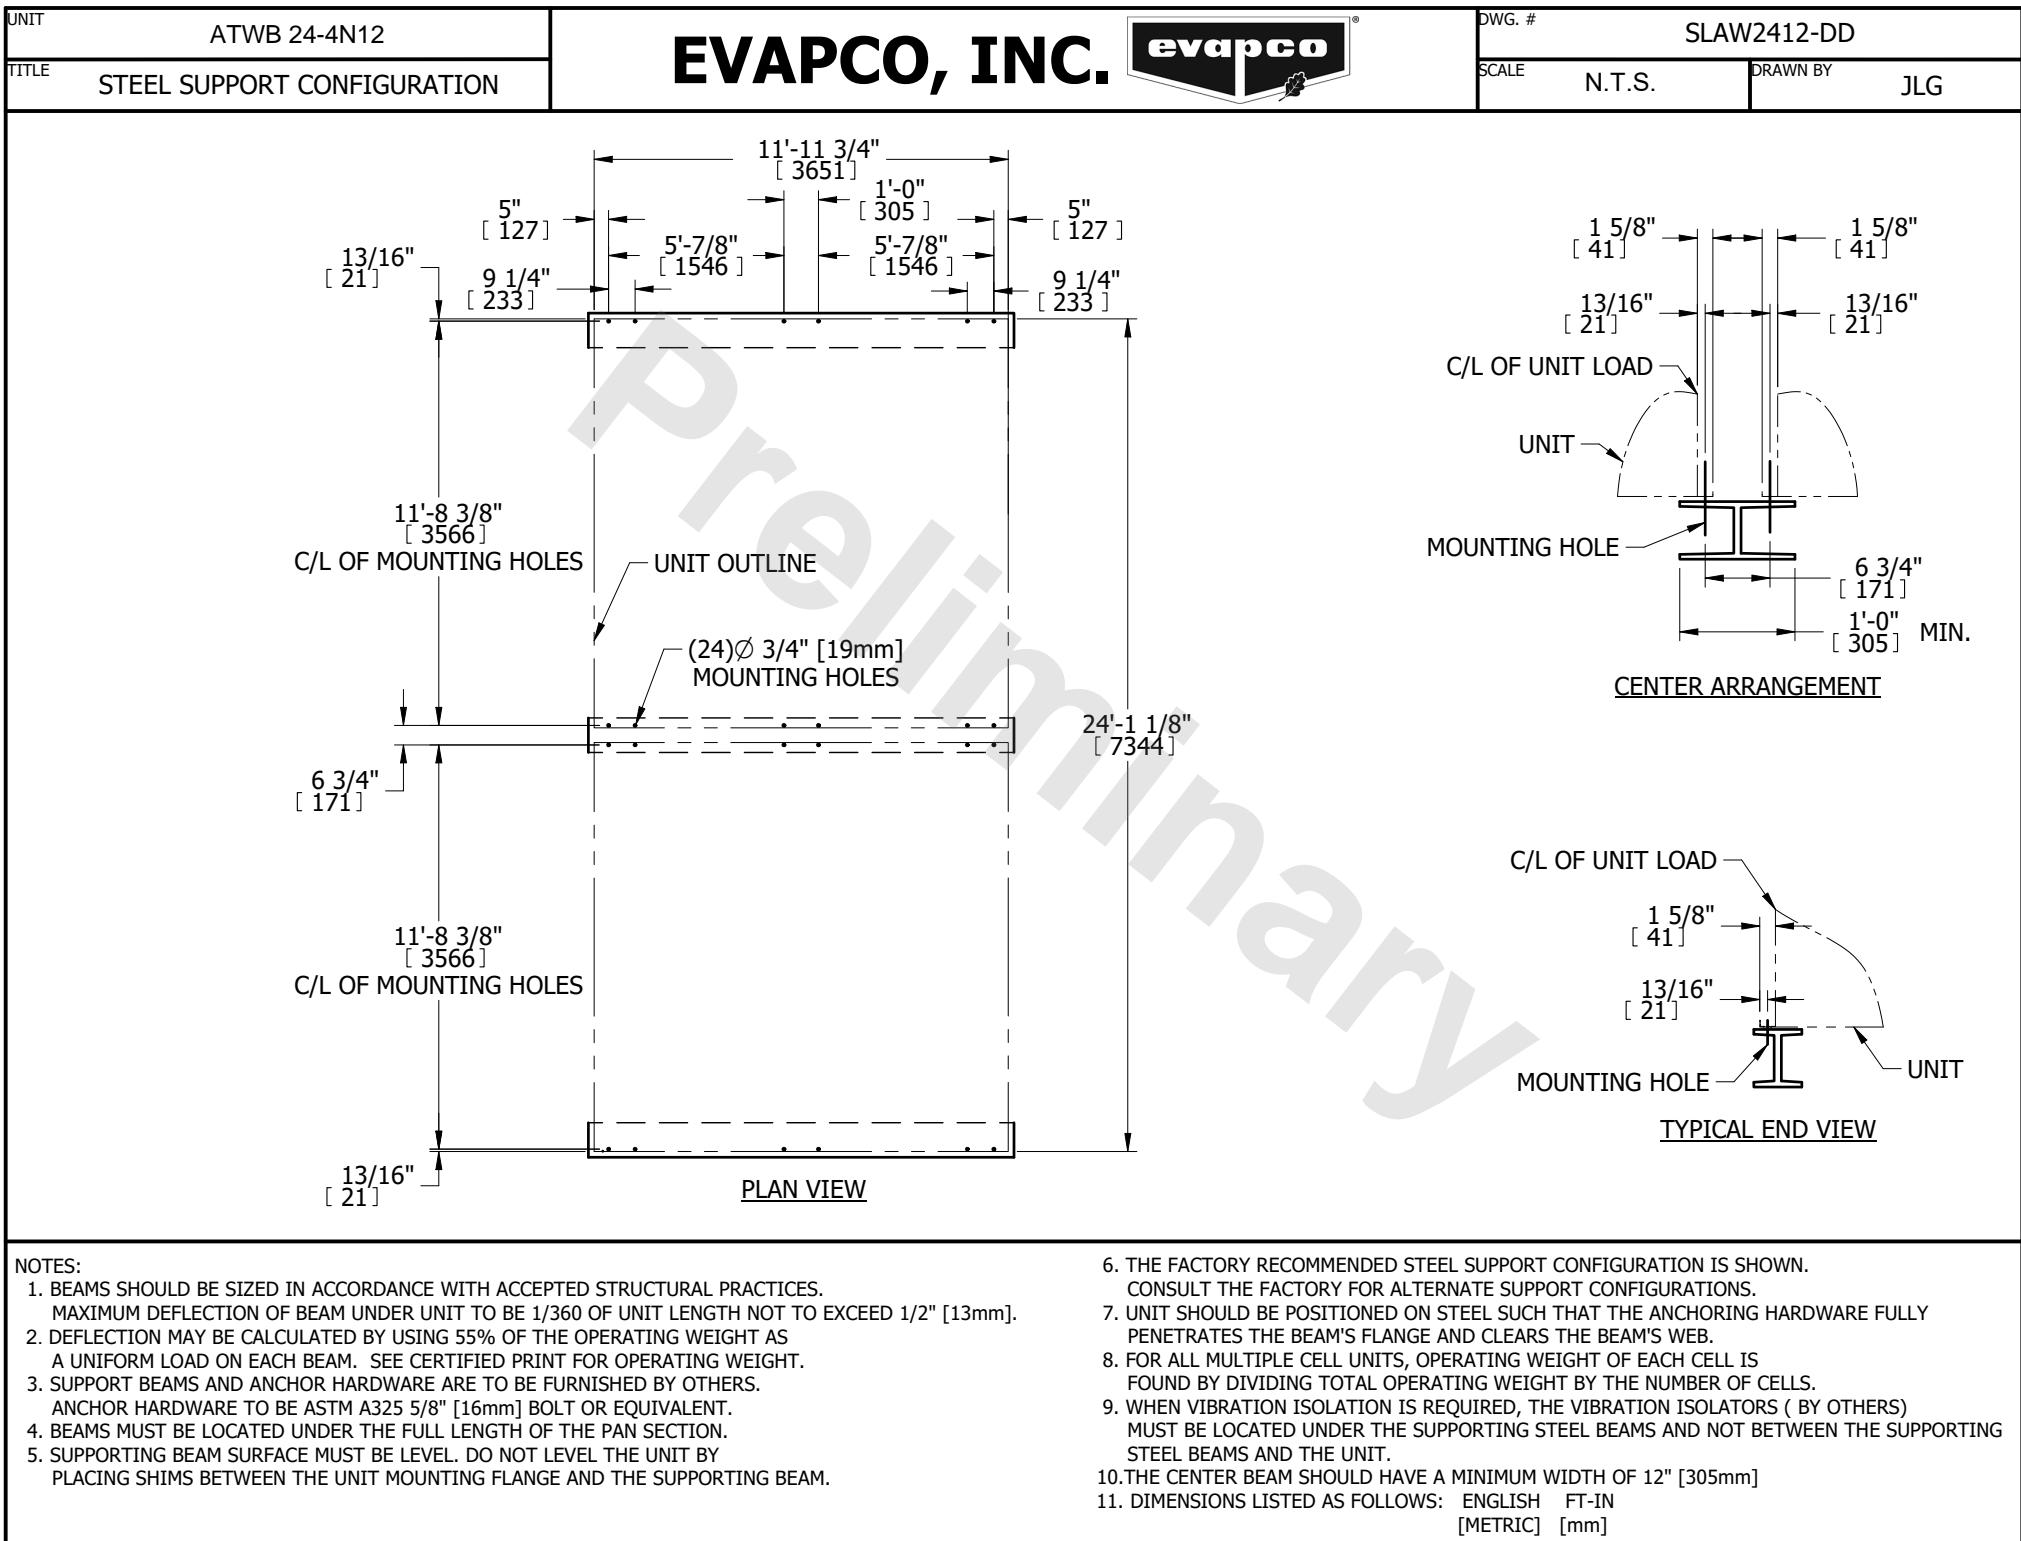 UNIT
ATWB 24-4N12
TITLE
STEEL SUPPORT CONFIGURATION
EVAPCO, INC.
evapco
®
DWG. #
SLAW2412-DD
SCALE
N.T.S.
DRAWN BY
JLG
11'-11 3/4"
[ 3651 ]
1'-0"
[ 305 ]
5"
[ 127 ]
5"
[ 127 ]
5'-7/8"
[ 1546 ]
5'-7/8"
[ 1546 ]
13/16"
[ 21 ]
9 1/4"
[ 233 ]
9 1/4"
[ 233 ]
11'-8 3/8"
[ 3566 ]
C/L OF MOUNTING HOLES
UNIT OUTLINE
(24)∅ 3/4" [19mm]
MOUNTING HOLES
24'-1 1/8"
[ 7344 ]
6 3/4"
[ 171 ]
11'-8 3/8"
[ 3566 ]
C/L OF MOUNTING HOLES
13/16"
[ 21 ]
PLAN VIEW
Preliminary
1 5/8"
[ 41 ]
1 5/8"
[ 41 ]
13/16"
[ 21 ]
13/16"
[ 21 ]
C/L OF UNIT LOAD
UNIT
MOUNTING HOLE
6 3/4"
[ 171 ]
1'-0"
[ 305 ] MIN.
CENTER ARRANGEMENT
C/L OF UNIT LOAD
1 5/8"
[ 41 ]
13/16"
[ 21 ]
MOUNTING HOLE
UNIT
TYPICAL END VIEW
NOTES:
1. BEAMS SHOULD BE SIZED IN ACCORDANCE WITH ACCEPTED STRUCTURAL PRACTICES.
MAXIMUM DEFLECTION OF BEAM UNDER UNIT TO BE 1/360 OF UNIT LENGTH NOT TO EXCEED 1/2" [13mm].
2. DEFLECTION MAY BE CALCULATED BY USING 55% OF THE OPERATING WEIGHT AS
A UNIFORM LOAD ON EACH BEAM. SEE CERTIFIED PRINT FOR OPERATING WEIGHT.
3. SUPPORT BEAMS AND ANCHOR HARDWARE ARE TO BE FURNISHED BY OTHERS.
ANCHOR HARDWARE TO BE ASTM A325 5/8" [16mm] BOLT OR EQUIVALENT.
4. BEAMS MUST BE LOCATED UNDER THE FULL LENGTH OF THE PAN SECTION.
5. SUPPORTING BEAM SURFACE MUST BE LEVEL. DO NOT LEVEL THE UNIT BY
PLACING SHIMS BETWEEN THE UNIT MOUNTING FLANGE AND THE SUPPORTING BEAM.
6. THE FACTORY RECOMMENDED STEEL SUPPORT CONFIGURATION IS SHOWN.
CONSULT THE FACTORY FOR ALTERNATE SUPPORT CONFIGURATIONS.
7. UNIT SHOULD BE POSITIONED ON STEEL SUCH THAT THE ANCHORING HARDWARE FULLY
PENETRATES THE BEAM'S FLANGE AND CLEARS THE BEAM'S WEB.
8. FOR ALL MULTIPLE CELL UNITS, OPERATING WEIGHT OF EACH CELL IS
FOUND BY DIVIDING TOTAL OPERATING WEIGHT BY THE NUMBER OF CELLS.
9. WHEN VIBRATION ISOLATION IS REQUIRED, THE VIBRATION ISOLATORS ( BY OTHERS)
MUST BE LOCATED UNDER THE SUPPORTING STEEL BEAMS AND NOT BETWEEN THE SUPPORTING
STEEL BEAMS AND THE UNIT.
10.THE CENTER BEAM SHOULD HAVE A MINIMUM WIDTH OF 12" [305mm]
11. DIMENSIONS LISTED AS FOLLOWS: ENGLISH FT-IN
[METRIC] [mm]